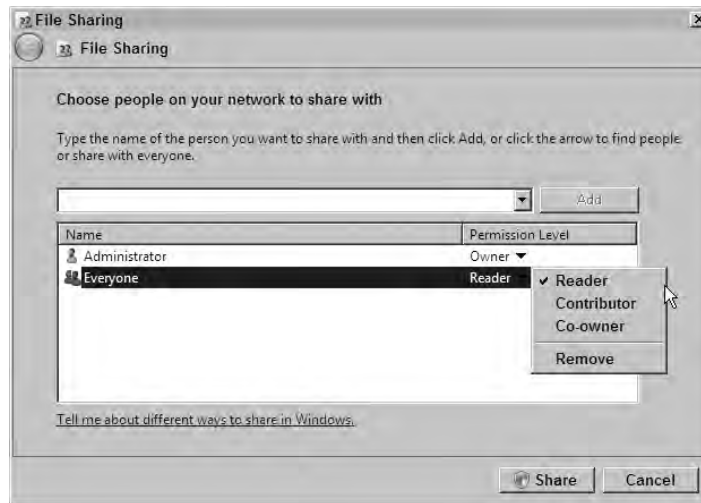 File Sharing
File Sharing
Choose people on your network to share with
Type the name of the person you want to share with and then click Add, or click the arrow to find people
or share with everyone.
Add
Name Permission Level
Administrator Owner
Everyone Reader
Reader
Contributor
Co-owner
Remove
Tell me about different ways to share in Windows.
Share Cancel